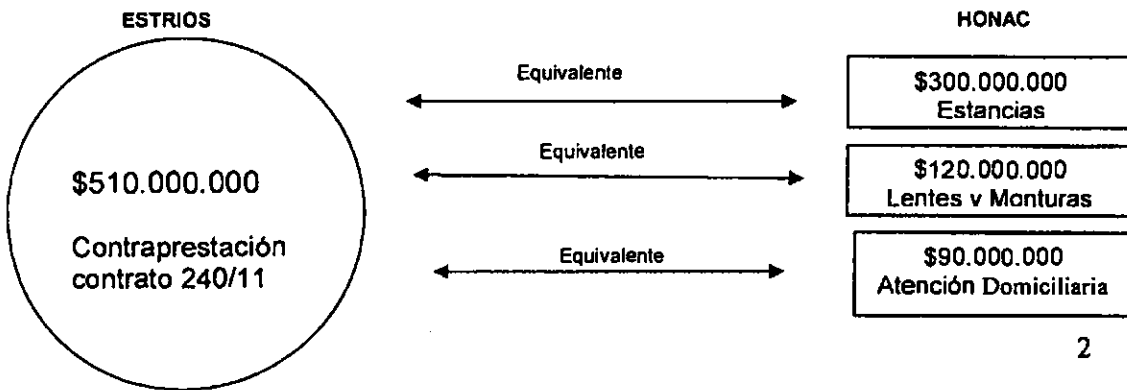 ESTRIOS
HONAC
$510.000.000
Contraprestación
contrato 240/11
Equivalente
Equivalente
Equivalente
$300.000.000
Estancias
$120.000.000
Lentes v Monturas
$90.000.000
Atención Domiciliaria
2